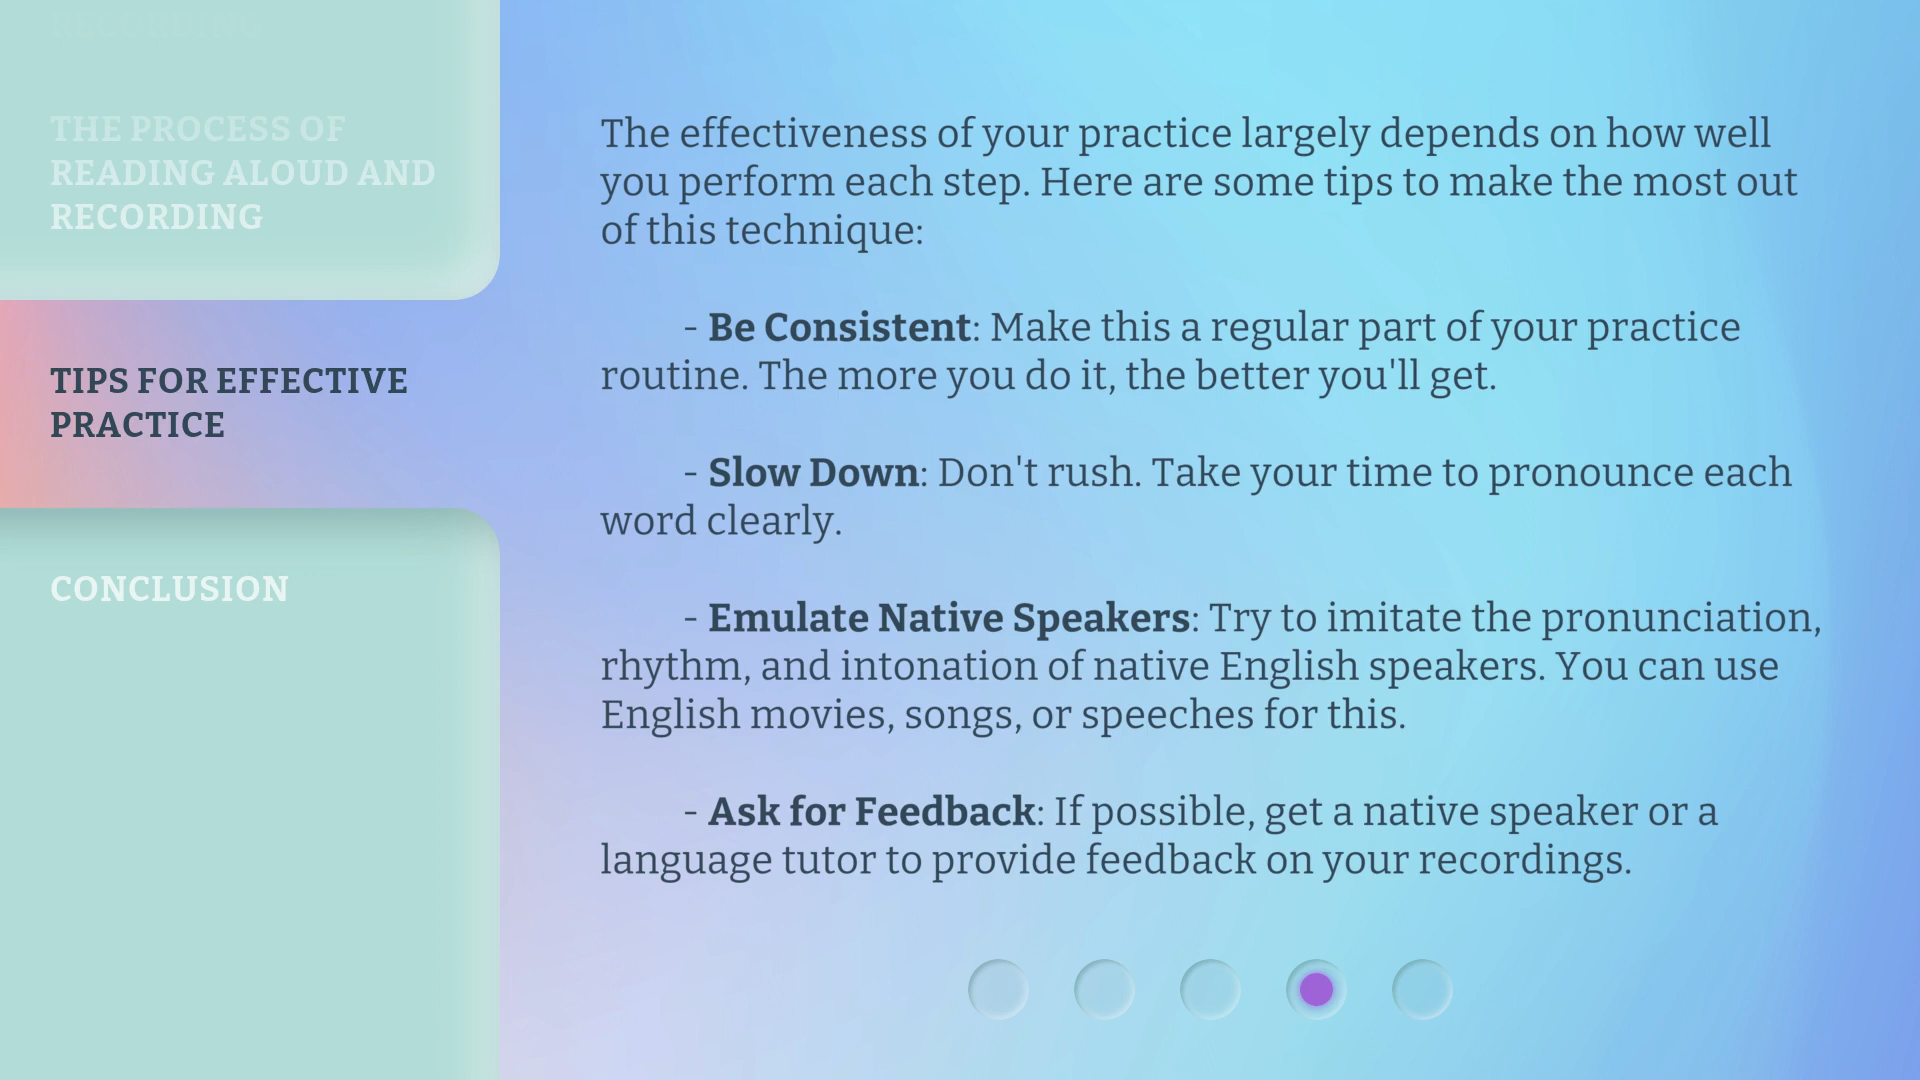 RECORDING
THE PROCESS OF
READING ALOUD AND
RECORDING
TIPS FOR EFFECTIVE
PRACTICE
CONCLUSION
The effectiveness of your practice largely depends on how well
you perform each step. Here are some tips to make the most out
of this technique:
- Be Consistent: Make this a regular part of your practice
routine. The more you do it, the better you'll get.
- Slow Down: Don't rush. Take your time to pronounce each
word clearly.
- Emulate Native Speakers: Try to imitate the pronunciation,
rhythm, and intonation of native English speakers. You can use
English movies, songs, or speeches for this.
- Ask for Feedback: If possible, get a native speaker or a
language tutor to provide feedback on your recordings.